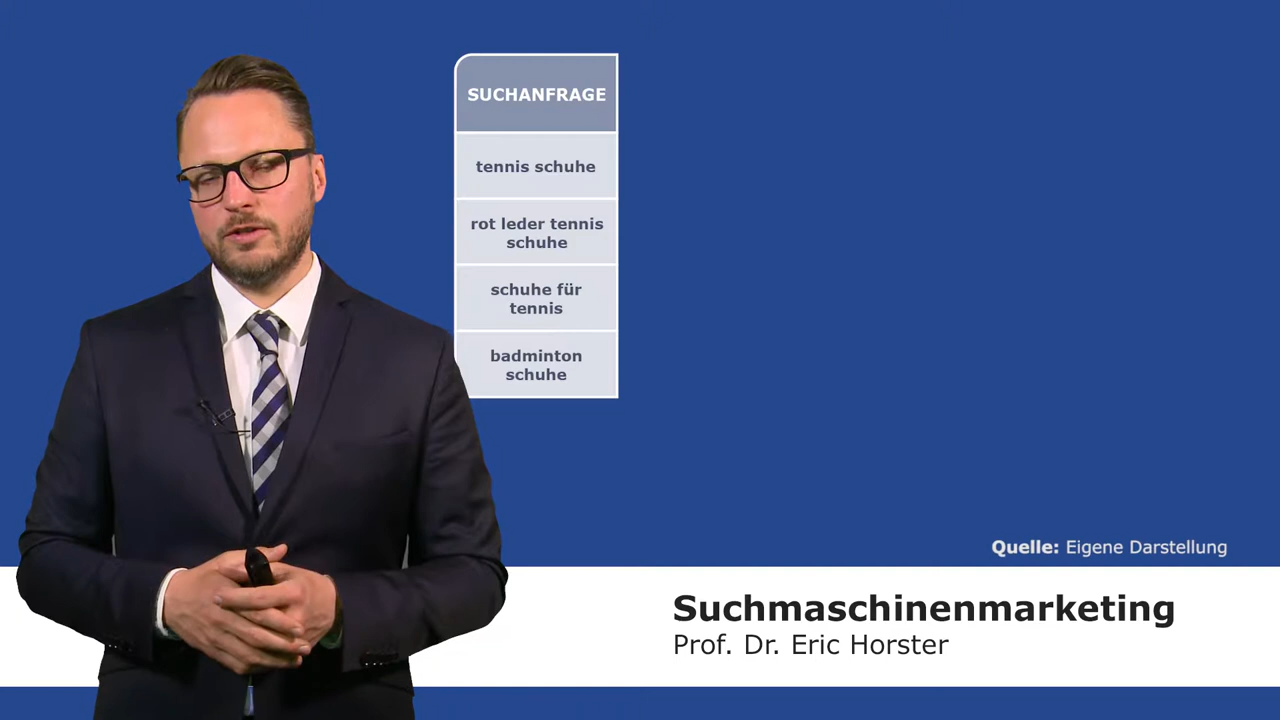 SUCHANFRAGE
tennis schuhe
rot leder tennis
schuhe
schuhe für
tennis
badminton
schuhe
Quelle: Eigene Darstellung
Suchmaschinenmarketing
Prof. Dr. Eric Horster